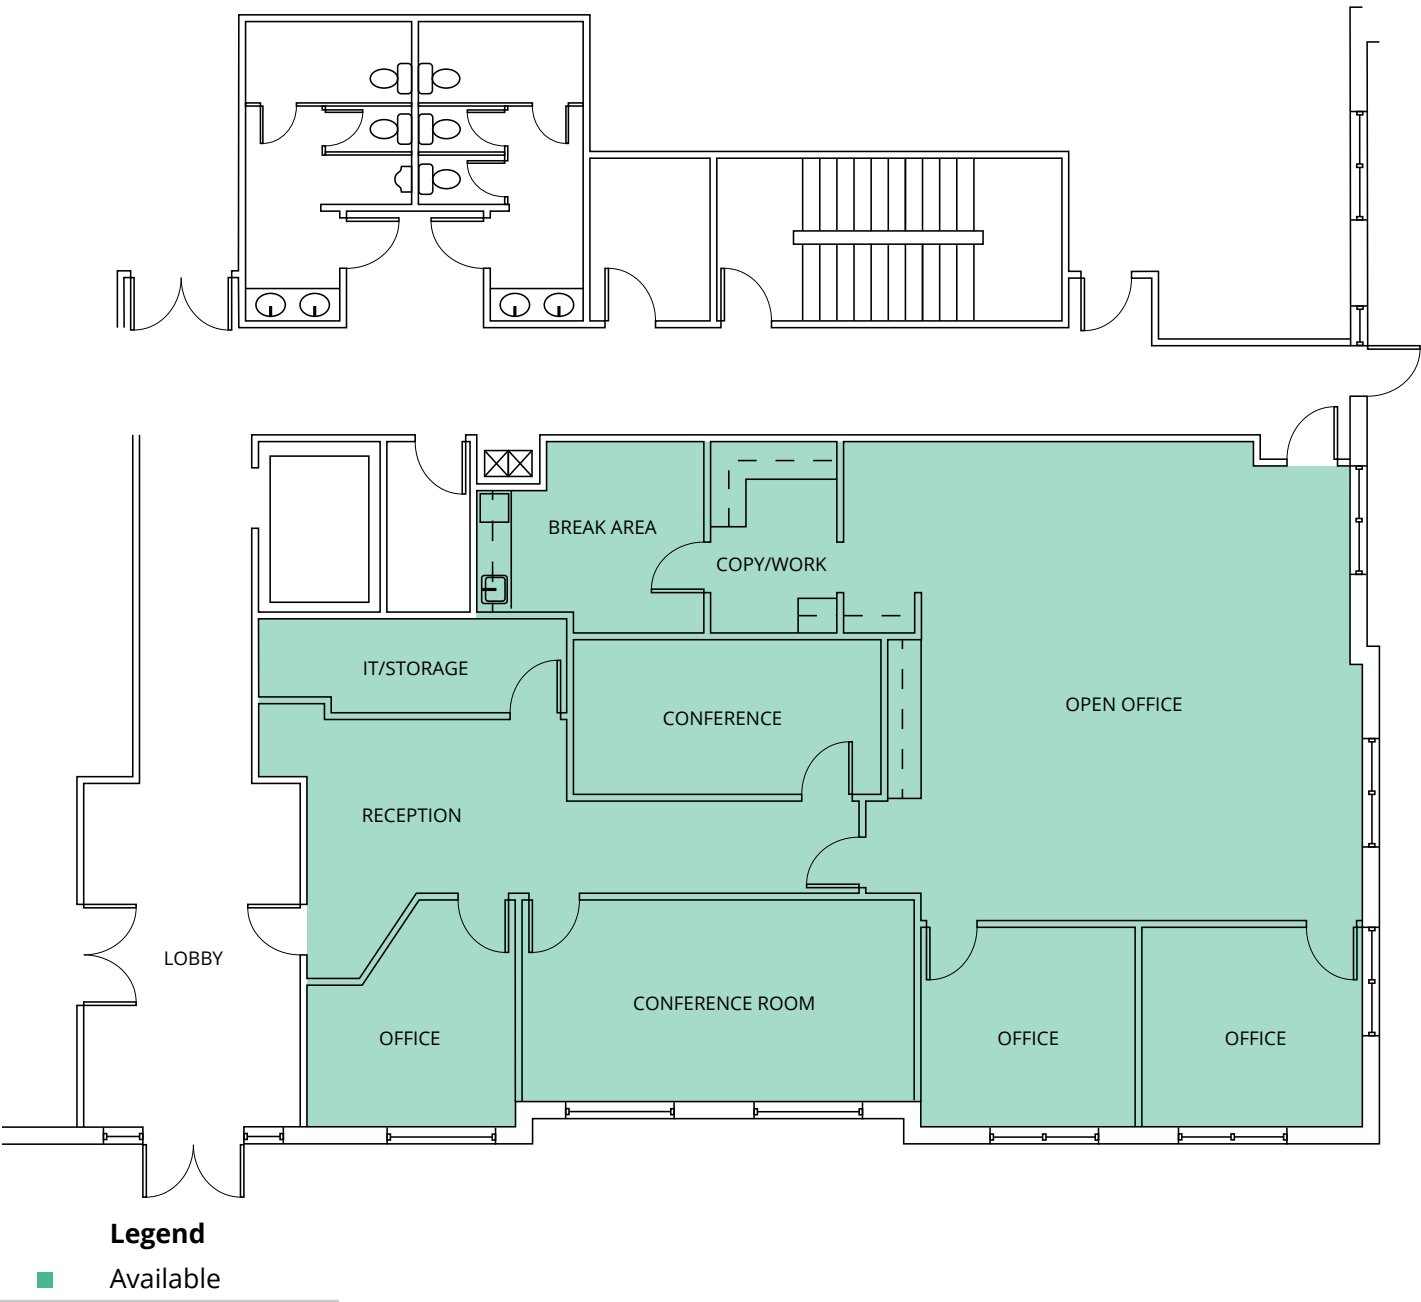 BREAK AREA
COPY/WORK
IT/STORAGE
CONFERENCE
OPEN OFFICE
RECEPTION
LOBBY
CONFERENCE ROOM
OFFICE
OFFICE
OFFICE
Legend
Available